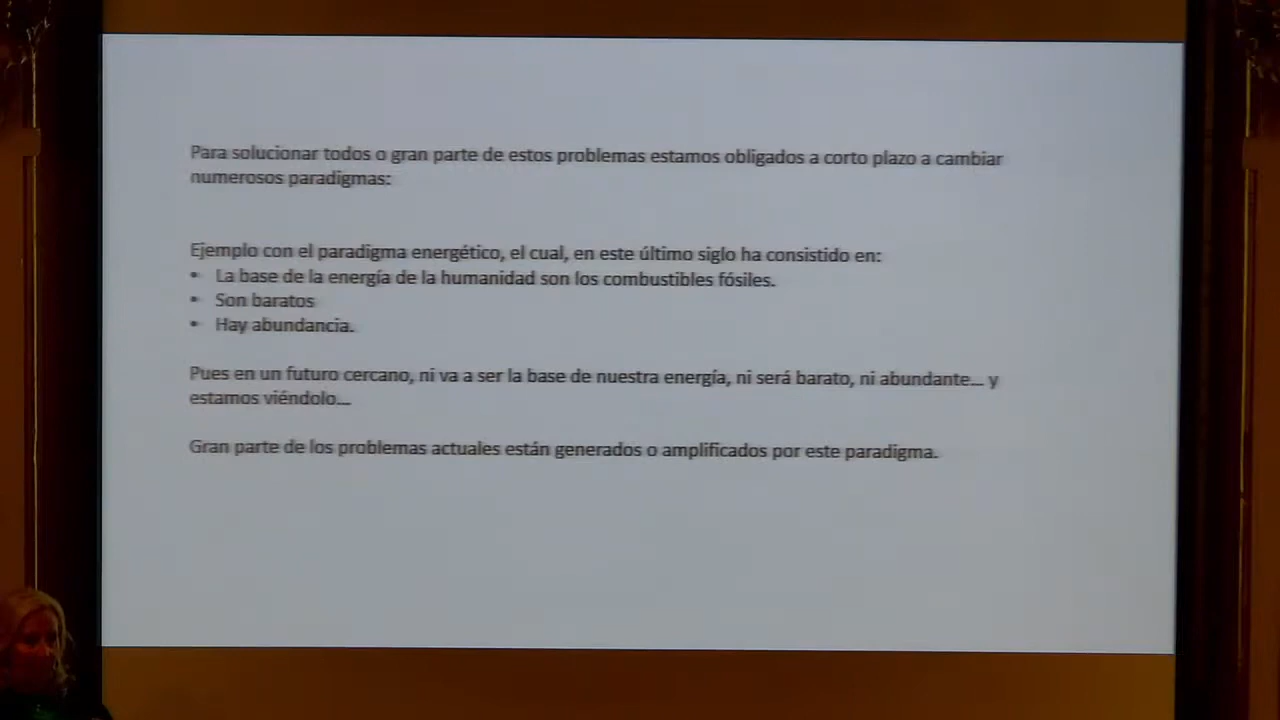 Para solucionar todos o gran parte de estos problemas estamos obligados a corto plazo a cambiar
numerosos paradigmas:
Ejemplo con el paradigma energético, el cual, en este último siglo ha consistido en:
• La base de la energía de la humanidad son los combustibles fósiles.
• Son baratos
• Hay abundancia.
Pues en un futuro cercano, ni va a ser la base de nuestra energía, ni será barato, ni abundante... y
estamos viéndolo...
Gran parte de los problemas actuales están generados o amplificados por este paradigma.